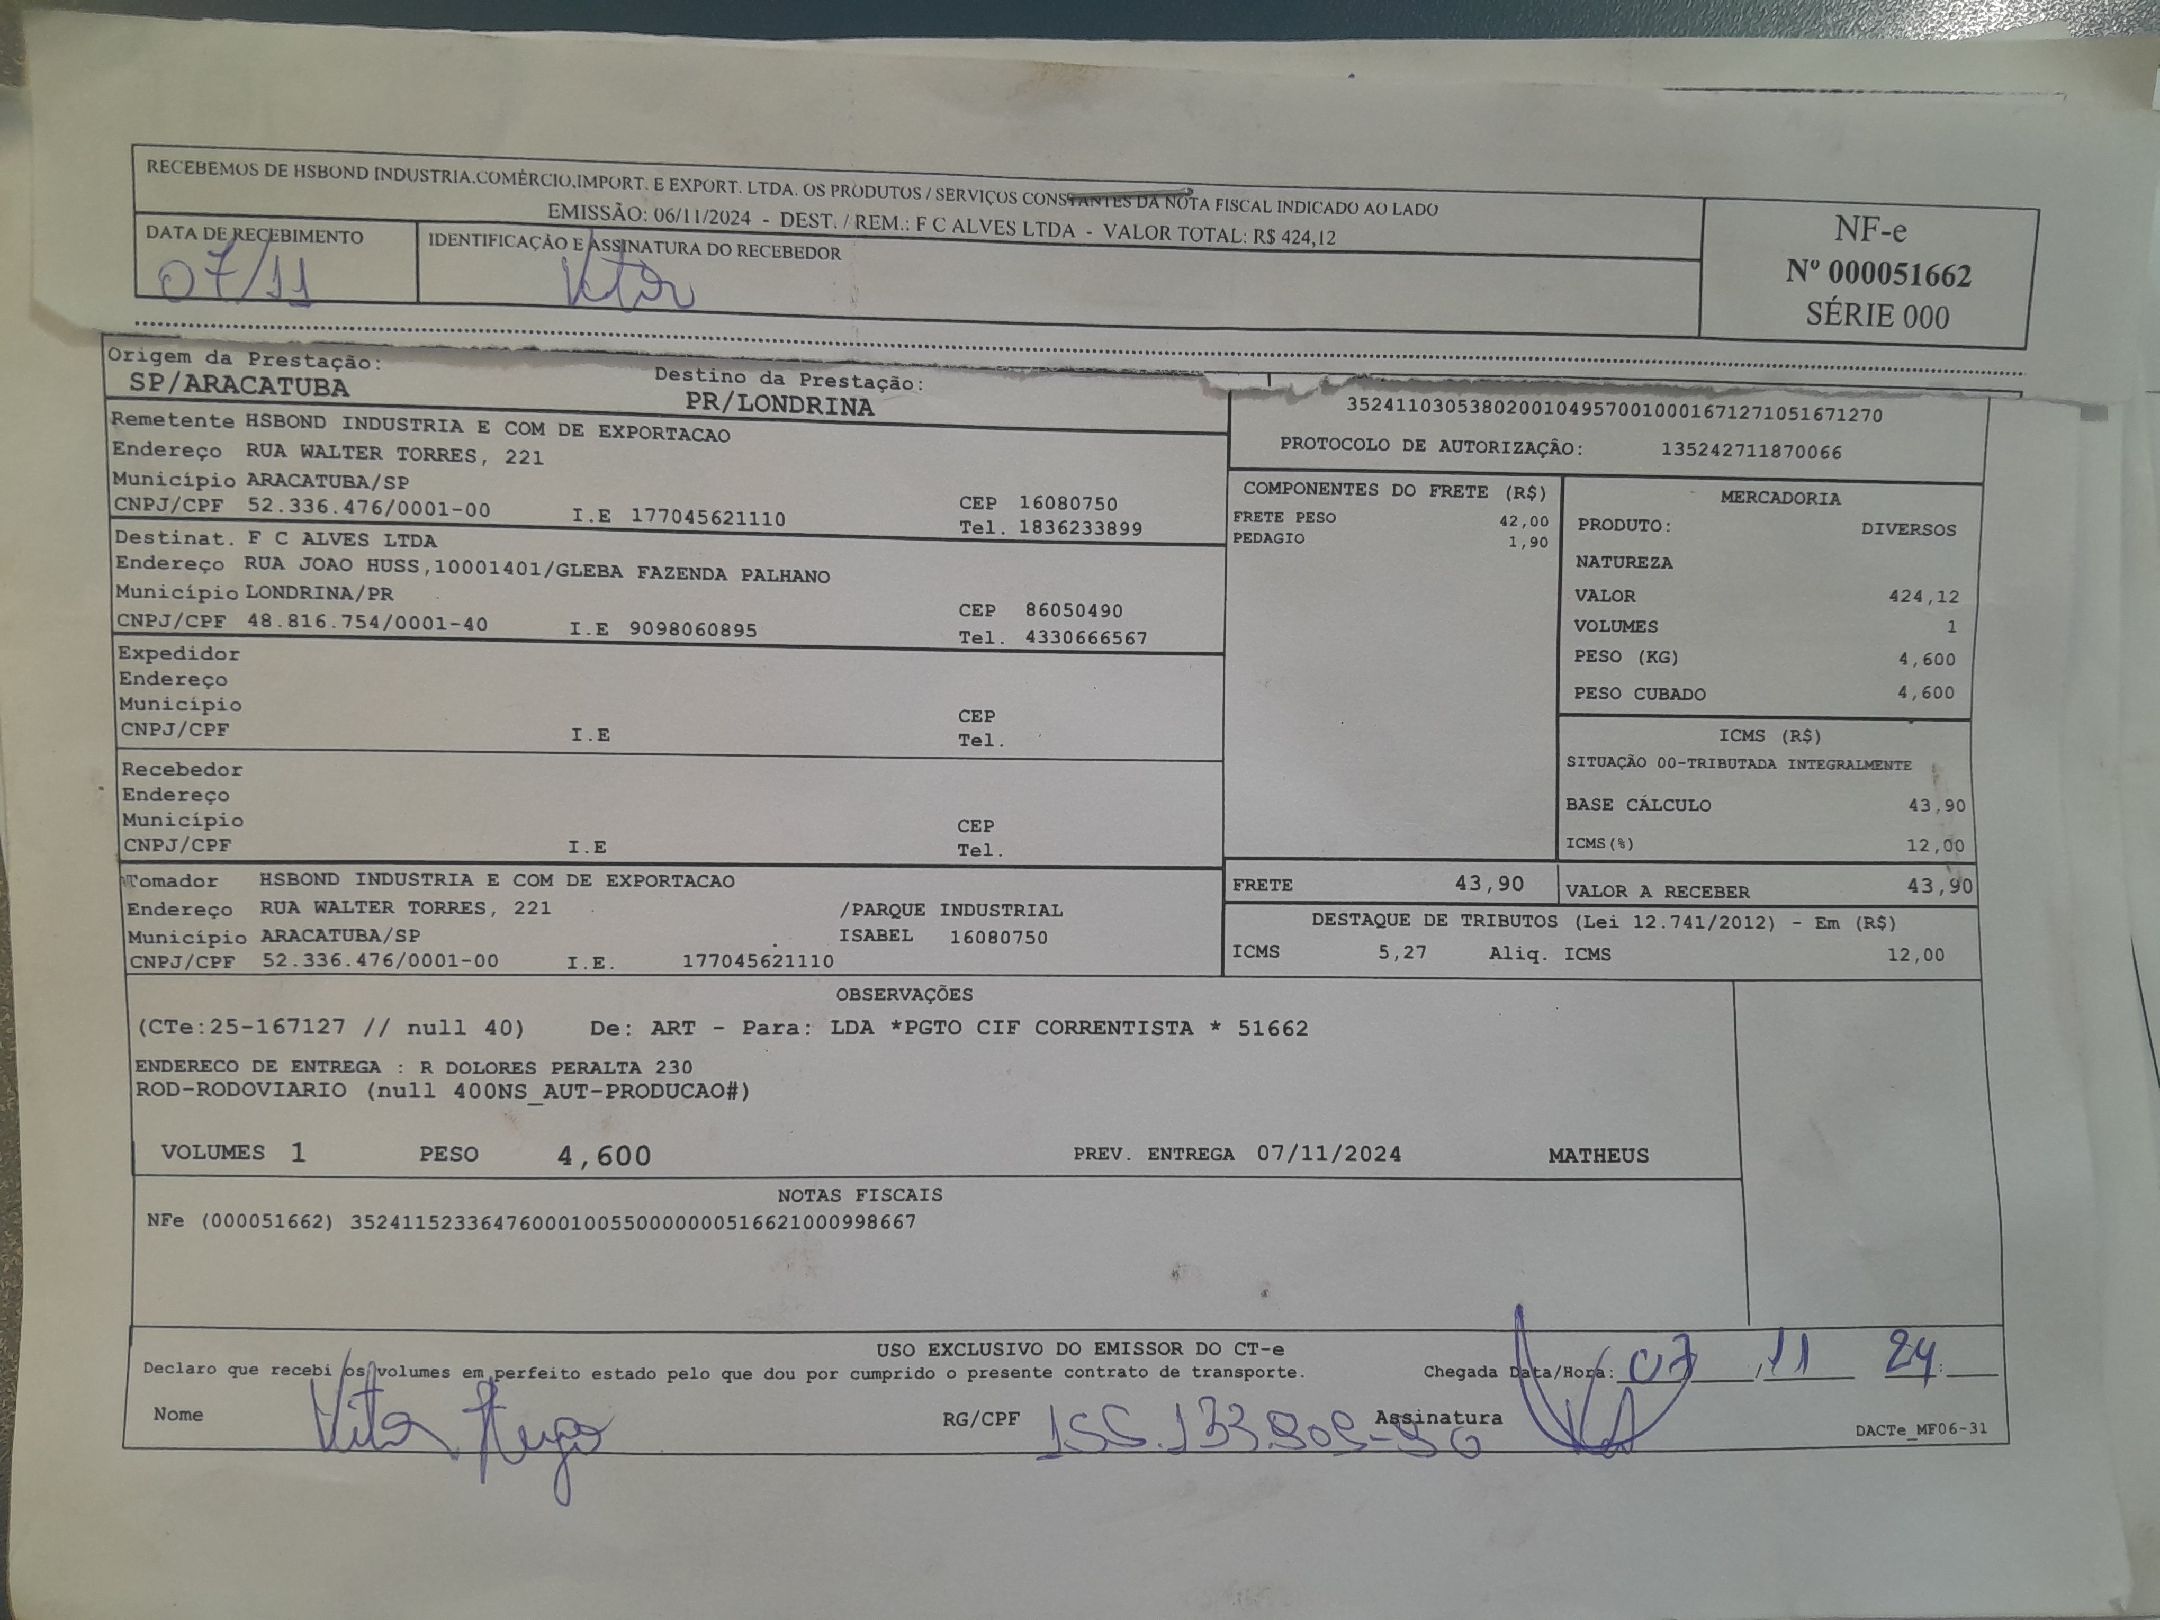 RECEBEMOS DE HSBOND INDUSTRIA.COMÉRCIO,IMPORT. E EXPORT. LTDA. OS PRODUTOS / SERVIÇOS CONSTANTES DA NOTA FISCAL INDICADO AO LADO
EMISSÃO: 06/11/2024 - DEST. / REM.: F C ALVES LTDA - VALOR TOTAL: R$ 424,12
DATA DE RECEBIMENTO
IDENTIFICAÇÃO E ASSINATURA DO RECEBEDOR
07/11
Vitor
NF-e
Nº 000051662
SÉRIE 000
Origem da Prestação:
SP/ARACATUBA
Destino da Prestação:
PR/LONDRINA
35241103053802001049570010001671271051671270
PROTOCOLO DE AUTORIZAÇÃO: 135242711870066
Remetente HSBOND INDUSTRIA E COM DE EXPORTACAO
Endereço RUA WALTER TORRES, 221
Município ARACATUBA/SP
CEP 16080750
CNPJ/CPF 52.336.476/0001-00 I.E 177045621110 Tel. 1836233899
Destinat. F C ALVES LTDA
Endereço RUA JOAO HUSS,10001401/GLEBA FAZENDA PALHANO
Município LONDRINA/PR
CEP 86050490
CNPJ/CPF 48.816.754/0001-40 I.E 9098060895 Tel. 4330666567
Expedidor
Endereço
Município
CEP
CNPJ/CPF I.E Tel.
Recebedor
Endereço
Município
CEP
CNPJ/CPF I.E Tel.
Tomador HSBOND INDUSTRIA E COM DE EXPORTACAO
Endereço RUA WALTER TORRES, 221 /PARQUE INDUSTRIAL
Município ARACATUBA/SP ISABEL 16080750
CNPJ/CPF 52.336.476/0001-00 I.E. 177045621110
COMPONENTES DO FRETE (R$)
FRETE PESO 42,00
PEDAGIO 1,90
MERCADORIA
PRODUTO: DIVERSOS
NATUREZA
VALOR 424,12
VOLUMES 1
PESO (KG) 4,600
PESO CUBADO 4,600
ICMS (R$)
SITUAÇÃO 00-TRIBUTADA INTEGRALMENTE
BASE CÁLCULO 43,90
ICMS(%) 12,00
FRETE 43,90
VALOR A RECEBER 43,90
DESTAQUE DE TRIBUTOS (Lei 12.741/2012) - Em (R$)
ICMS 5,27 Aliq. ICMS 12,00
OBSERVAÇÕES
(CTe:25-167127 // null 40) De: ART - Para: LDA *PGTO CIF CORRENTISTA * 51662
ENDERECO DE ENTREGA : R DOLORES PERALTA 230
ROD-RODOVIARIO (null 400NS_AUT-PRODUCAO#)
VOLUMES 1 PESO 4,600 PREV. ENTREGA 07/11/2024 MATHEUS
NOTAS FISCAIS
NFe (000051662) 35241152336476000100550000000516621000998667
USO EXCLUSIVO DO EMISSOR DO CT-e
Declaro que recebi os volumes em perfeito estado pelo que dou por cumprido o presente contrato de transporte.
Chegada Data/Hora: 07 / 11 24 :
Nome Vitor Hugo RG/CPF Assinatura
DACTe_MF06-31